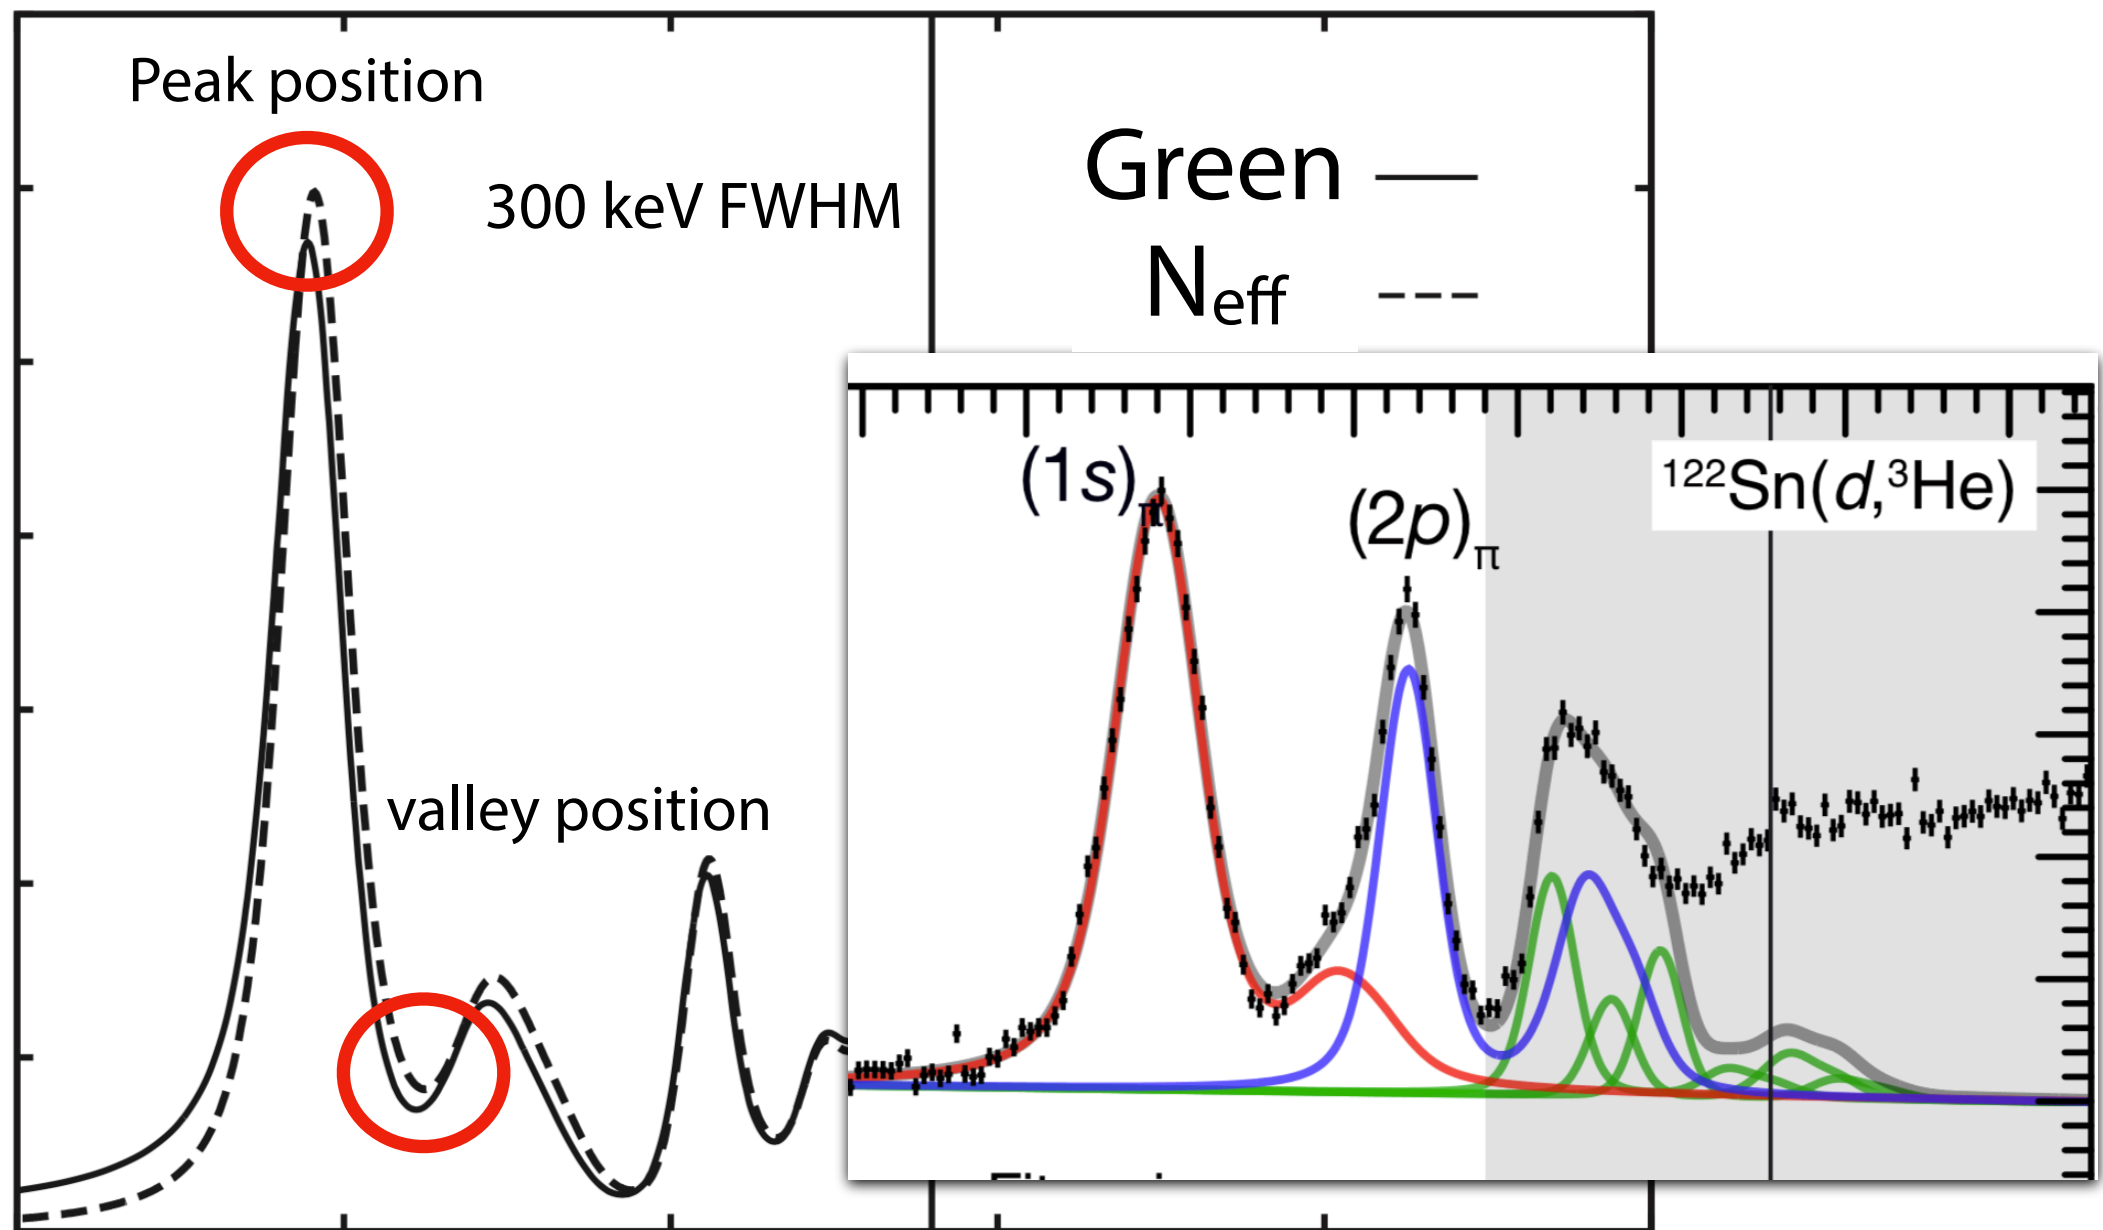 Peak position
300 keV FWHM
Green
Neff
valley position
(1s)π
(2p)π
¹²²Sn(d,³He)